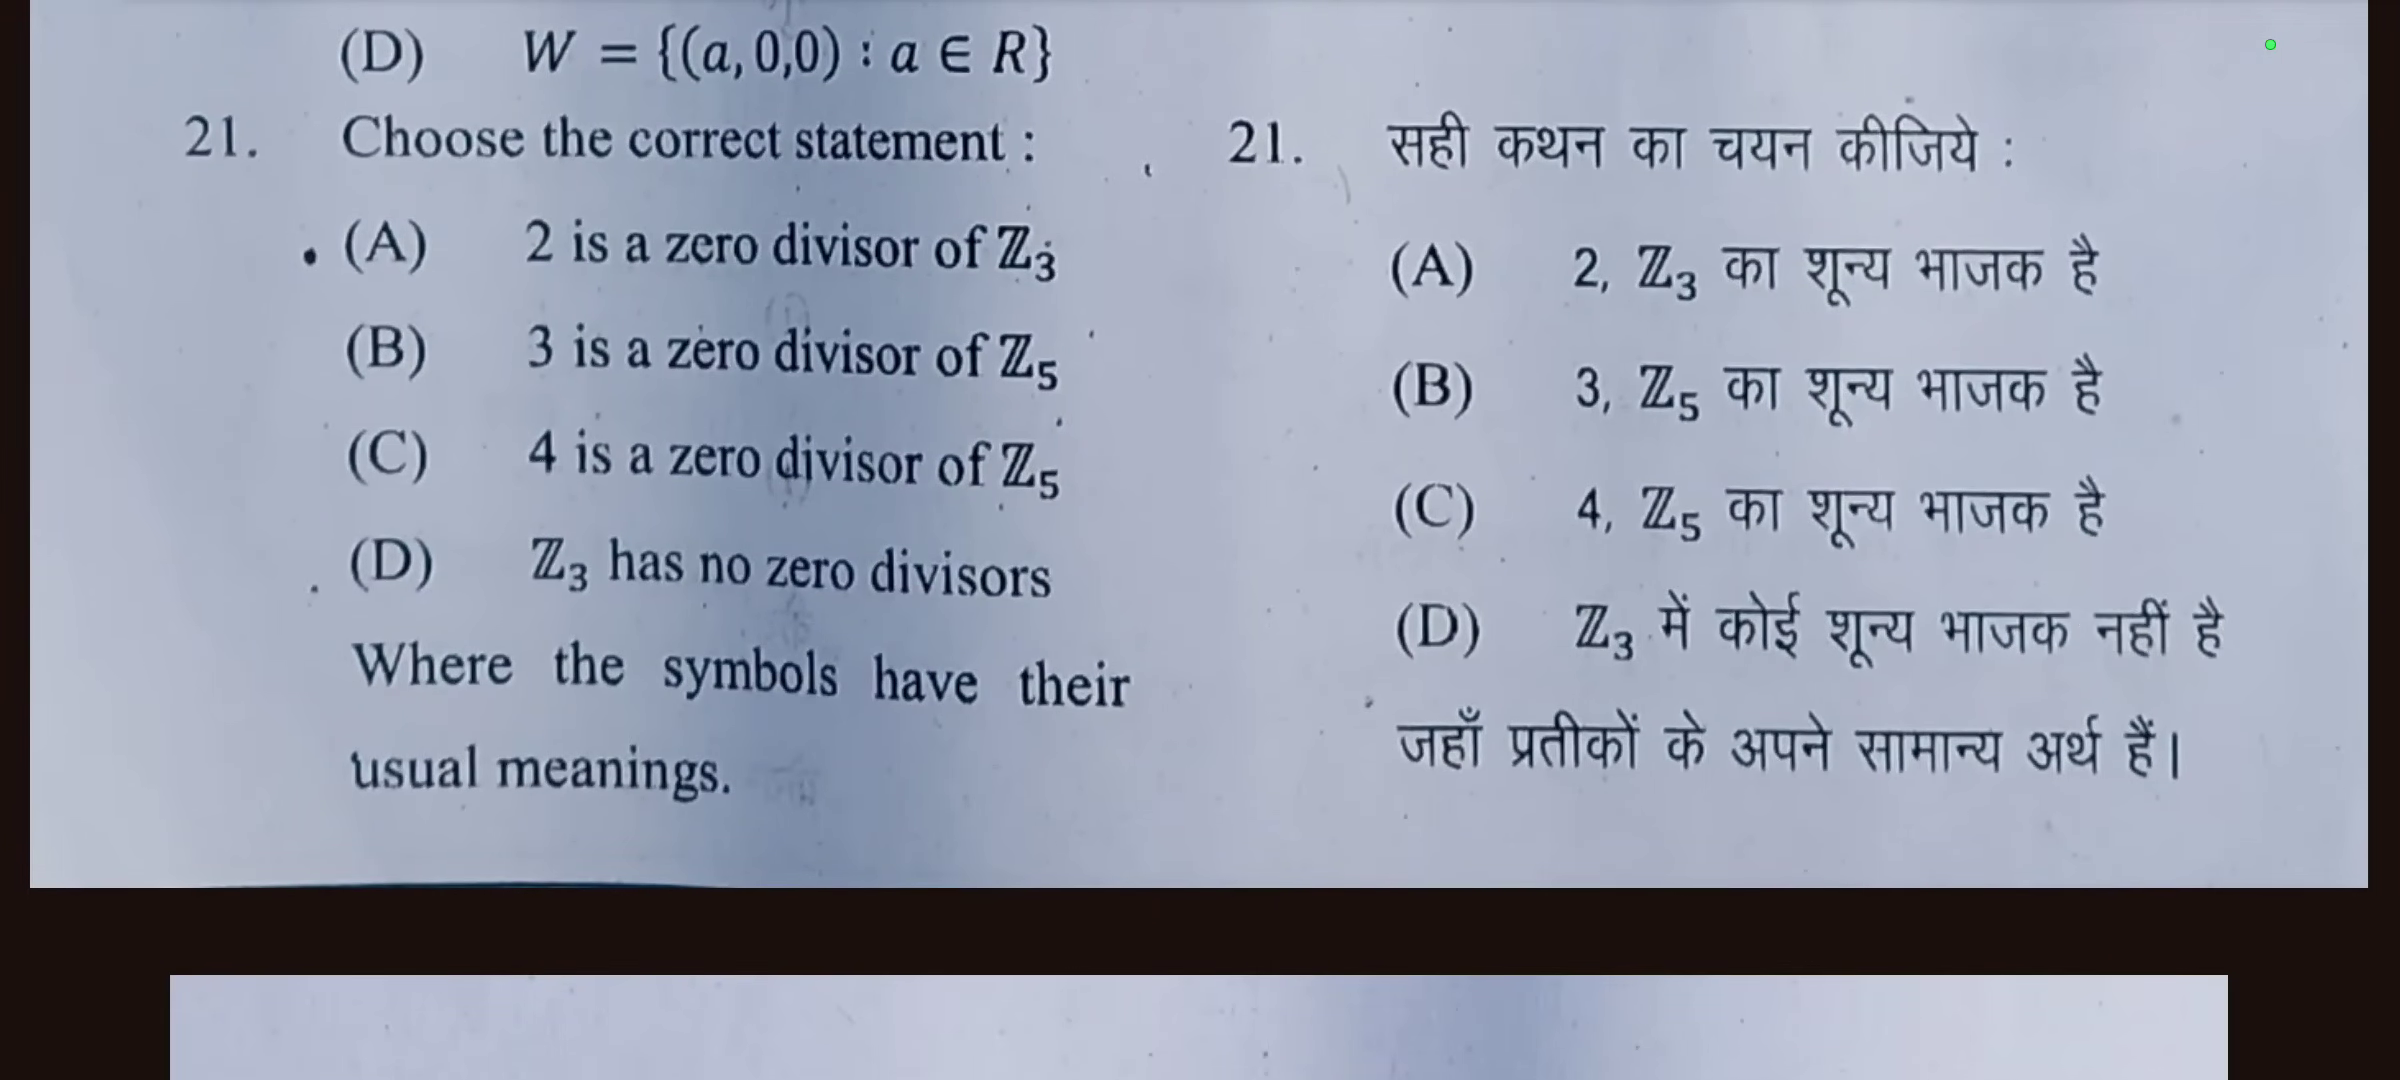 (D) W = {(a, 0,0) : a ∈ R}
21. Choose the correct statement :
(A) 2 is a zero divisor of ℤ₃
(B) 3 is a zero divisor of ℤ₅
(C) 4 is a zero divisor of ℤ₅
(D) ℤ₃ has no zero divisors
Where the symbols have their
usual meanings.
21. सही कथन का चयन कीजिये :
(A) 2, ℤ₃ का शून्य भाजक है
(B) 3, ℤ₅ का शून्य भाजक है
(C) 4, ℤ₅ का शून्य भाजक है
(D) ℤ₃ में कोई शून्य भाजक नहीं है
जहाँ प्रतीकों के अपने सामान्य अर्थ हैं।